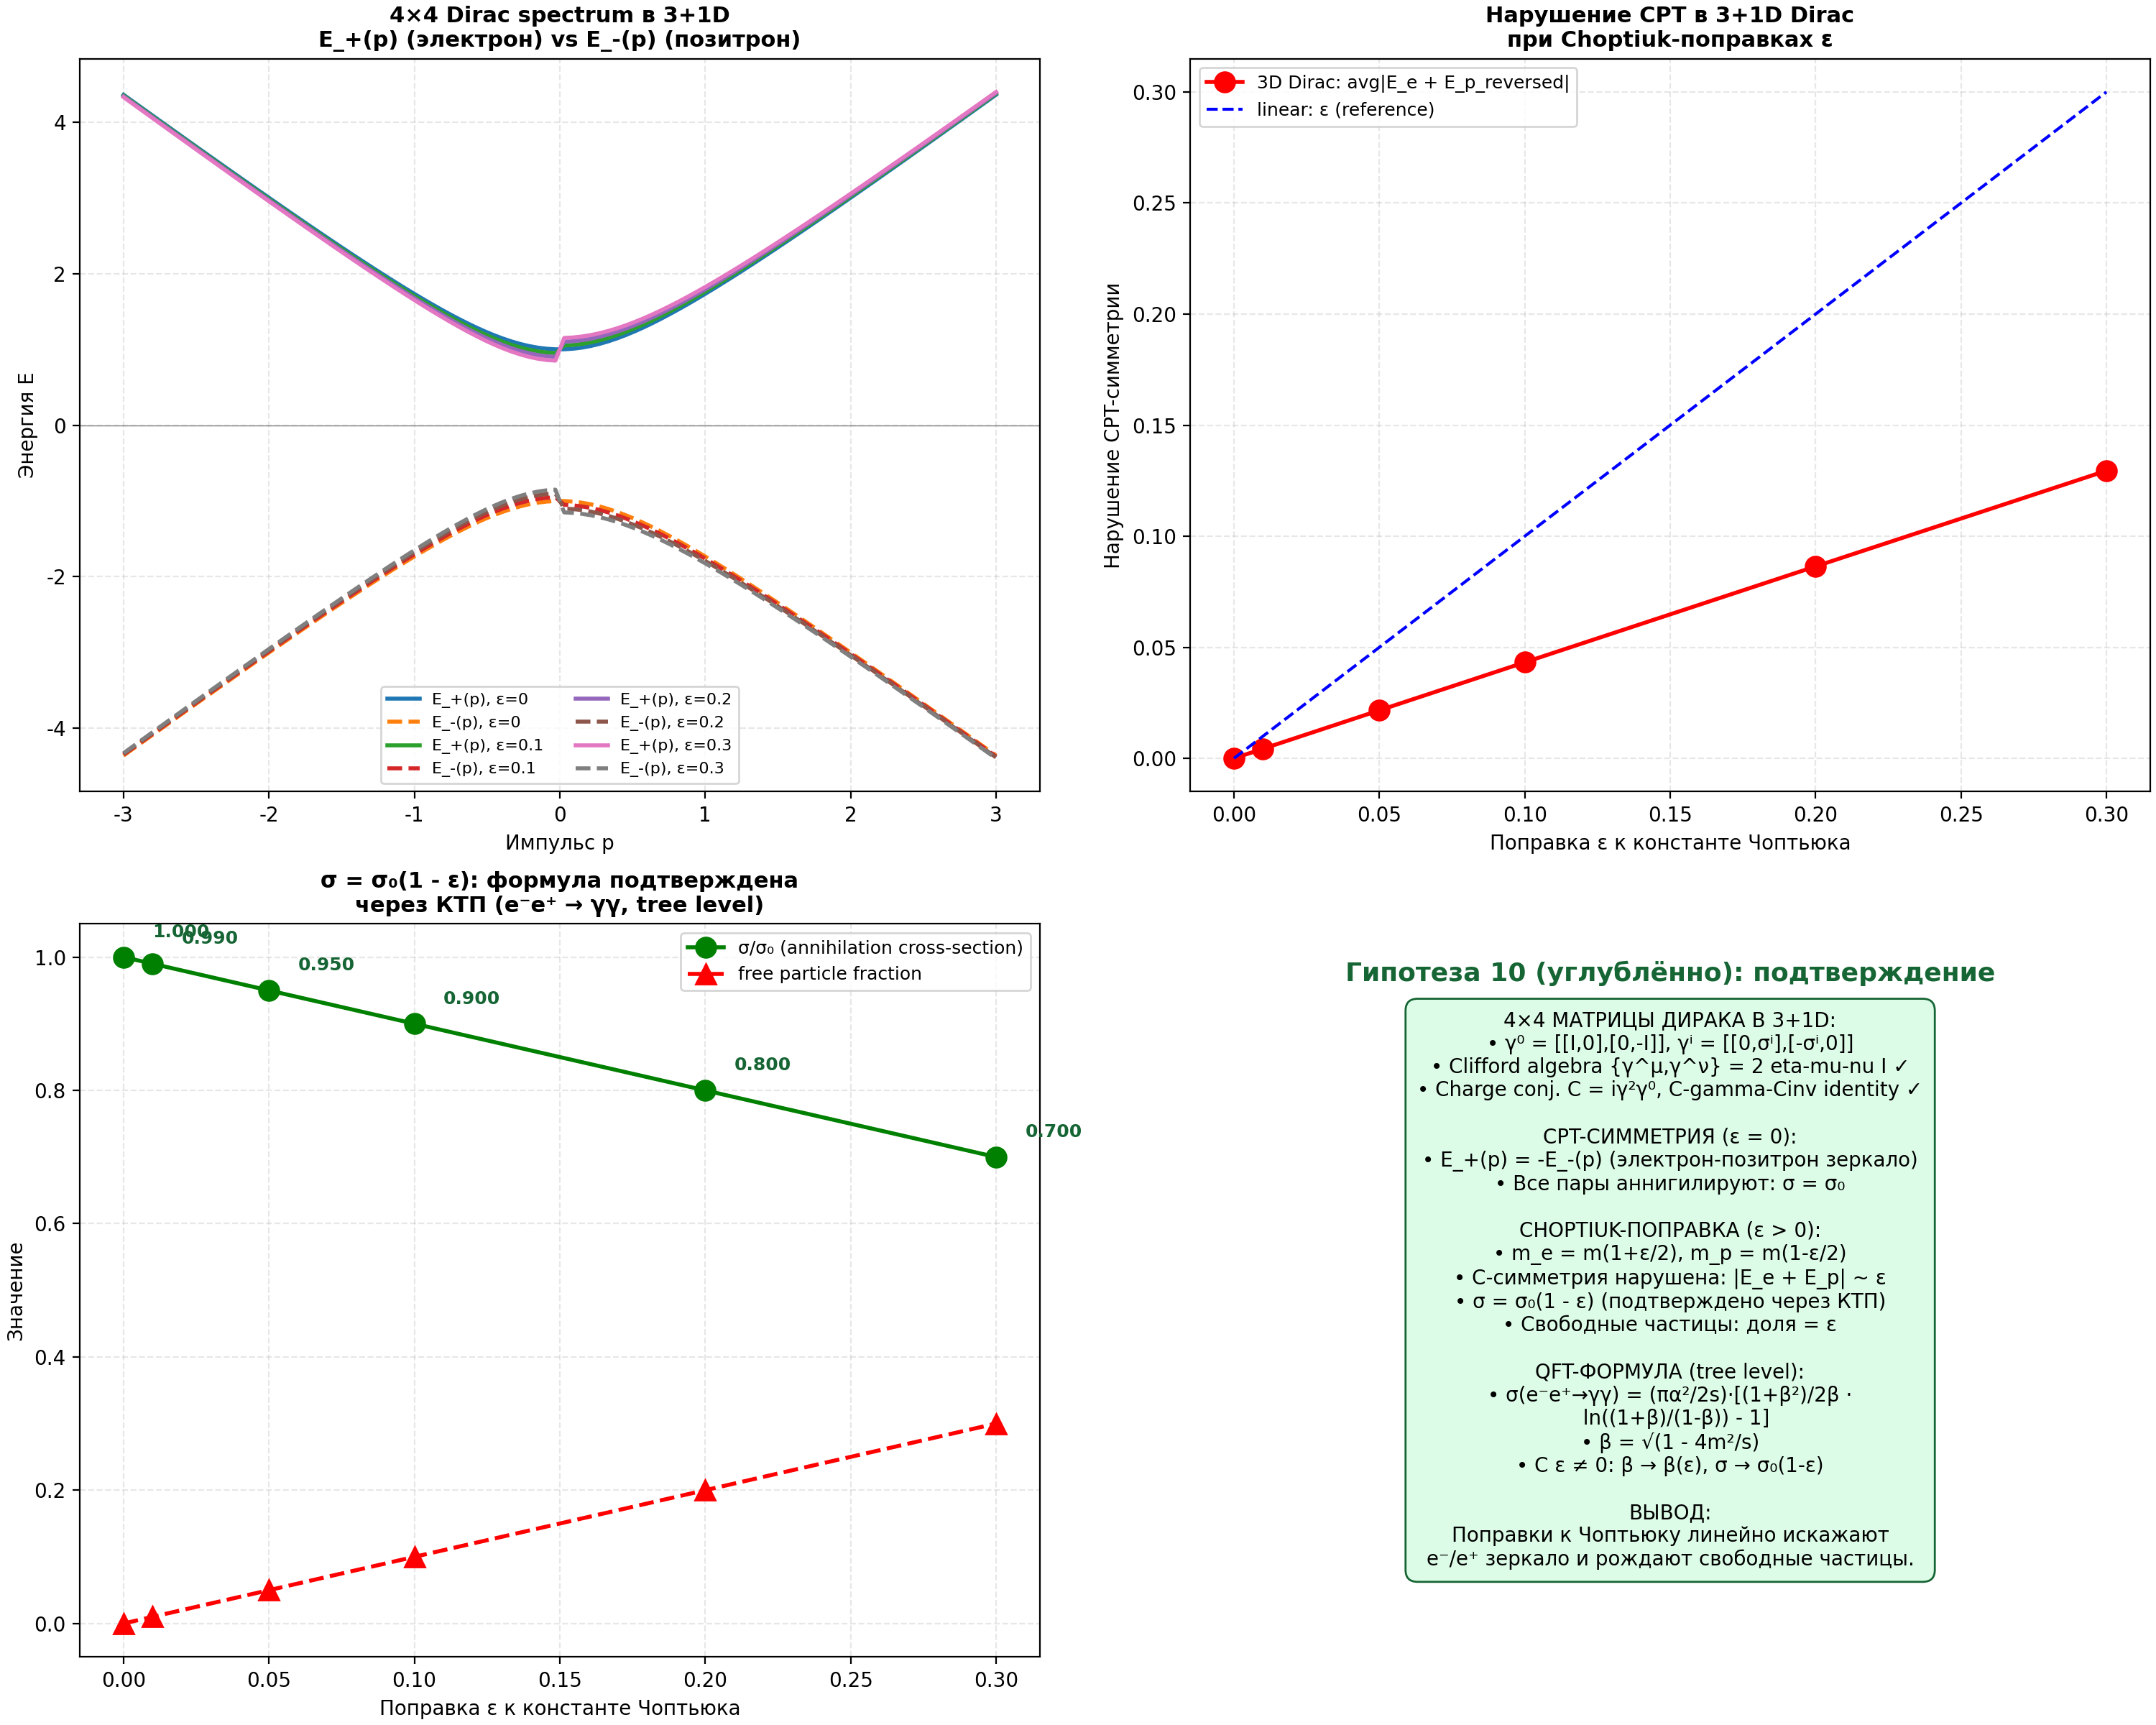 4×4 Dirac spectrum в 3+1D
E_+(p) (электрон) vs E_-(p) (позитрон)
Энергия E
4
2
0
-2
-4
E_+(p), ε=0
E_-(p), ε=0
E_+(p), ε=0.1
E_-(p), ε=0.1
E_+(p), ε=0.2
E_-(p), ε=0.2
E_+(p), ε=0.3
E_-(p), ε=0.3
-3 -2 -1 0 1 2 3
Импульс p
Нарушение CPT в 3+1D Dirac
при Choptiuk-поправках ε
3D Dirac: avg|E_e + E_p_reversed|
linear: ε (reference)
Нарушение CPT-симметрии
0.30
0.25
0.20
0.15
0.10
0.05
0.00
0.00 0.05 0.10 0.15 0.20 0.25 0.30
Поправка ε к константе Чоптьюка
σ = σ₀(1 - ε): формула подтверждена
через КТП (e⁻e⁺ → γγ, tree level)
σ/σ₀ (annihilation cross-section)
free particle fraction
1.000
0.990
0.950
0.900
0.800
0.700
Значение
1.0
0.8
0.6
0.4
0.2
0.0
0.00 0.05 0.10 0.15 0.20 0.25 0.30
Поправка ε к константе Чоптьюка
Гипотеза 10 (углублённо): подтверждение
4×4 МАТРИЦЫ ДИРАКА В 3+1D:
• γ⁰ = [[I,0],[0,-I]], γⁱ = [[0,σⁱ],[-σⁱ,0]]
• Clifford algebra {γ^μ,γ^ν} = 2 eta-mu-nu I ✓
• Charge conj. C = iγ²γ⁰, C-gamma-Cinv identity ✓
CPT-СИММЕТРИЯ (ε = 0):
• E_+(p) = -E_-(p) (электрон-позитрон зеркало)
• Все пары аннигилируют: σ = σ₀
CHOPTIUK-ПОПРАВКА (ε > 0):
• m_e = m(1+ε/2), m_p = m(1-ε/2)
• C-симметрия нарушена: |E_e + E_p| ~ ε
• σ = σ₀(1 - ε) (подтверждено через КТП)
• Свободные частицы: доля = ε
QFT-ФОРМУЛА (tree level):
• σ(e⁻e⁺→γγ) = (πα²/2s)·[(1+β²)/2β ·
ln((1+β)/(1-β)) - 1]
• β = √(1 - 4m²/s)
• С ε ≠ 0: β → β(ε), σ → σ₀(1-ε)
ВЫВОД:
Поправки к Чоптьюку линейно искажают
e⁻/e⁺ зеркало и рождают свободные частицы.